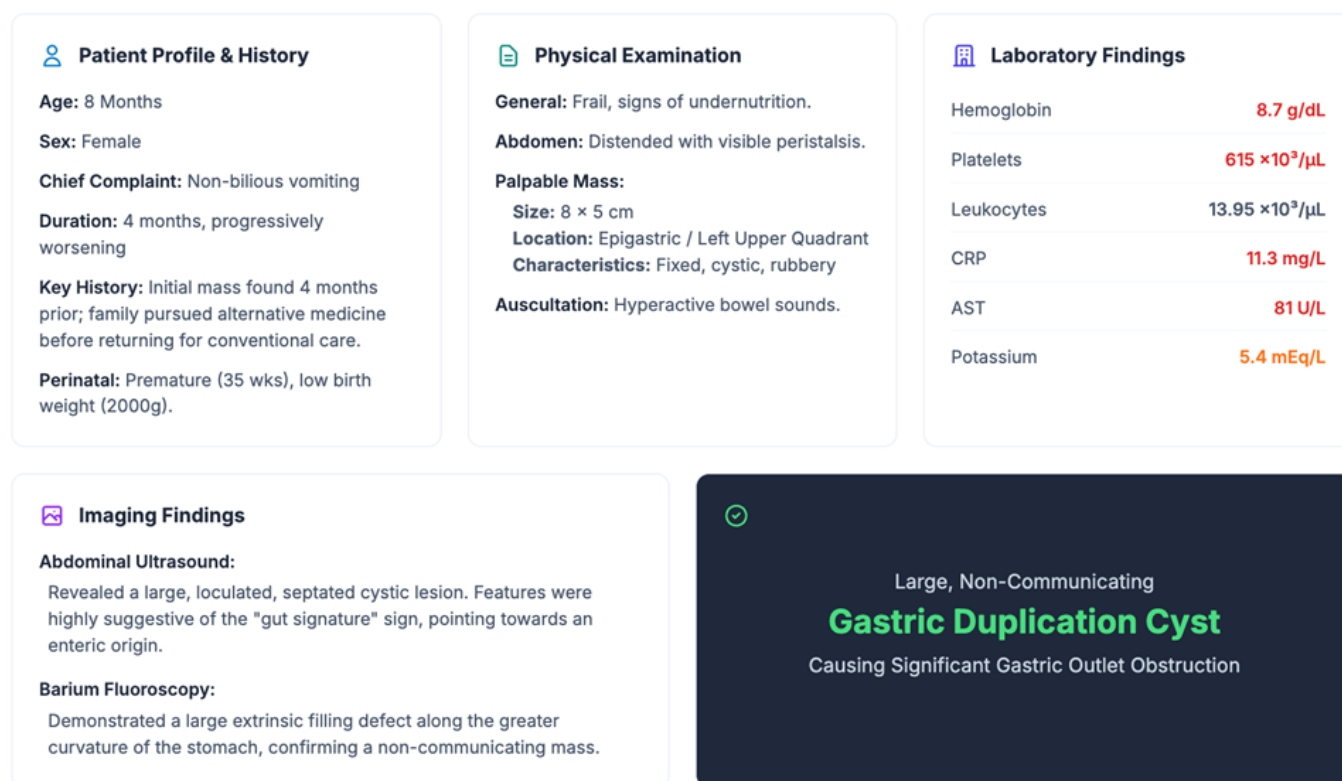 Patient Profile & History
Age: 8 Months
Sex: Female
Chief Complaint: Non-bilious vomiting
Duration: 4 months, progressively
worsening
Key History: Initial mass found 4 months
prior; family pursued alternative medicine
before returning for conventional care.
Perinatal: Premature (35 wks), low birth
weight (2000g).
Physical Examination
General: Frail, signs of undernutrition.
Abdomen: Distended with visible peristalsis.
Palpable Mass:
Size: 8 × 5 cm
Location: Epigastric / Left Upper Quadrant
Characteristics: Fixed, cystic, rubbery
Auscultation: Hyperactive bowel sounds.
Laboratory Findings
Hemoglobin 8.7 g/dL
Platelets 615 ×10³/µL
Leukocytes 13.95 ×10³/µL
CRP 11.3 mg/L
AST 81 U/L
Potassium 5.4 mEq/L
Imaging Findings
Abdominal Ultrasound:
Revealed a large, loculated, septated cystic lesion. Features were
highly suggestive of the "gut signature" sign, pointing towards an
enteric origin.
Barium Fluoroscopy:
Demonstrated a large extrinsic filling defect along the greater
curvature of the stomach, confirming a non-communicating mass.
Large, Non-Communicating
Gastric Duplication Cyst
Causing Significant Gastric Outlet Obstruction